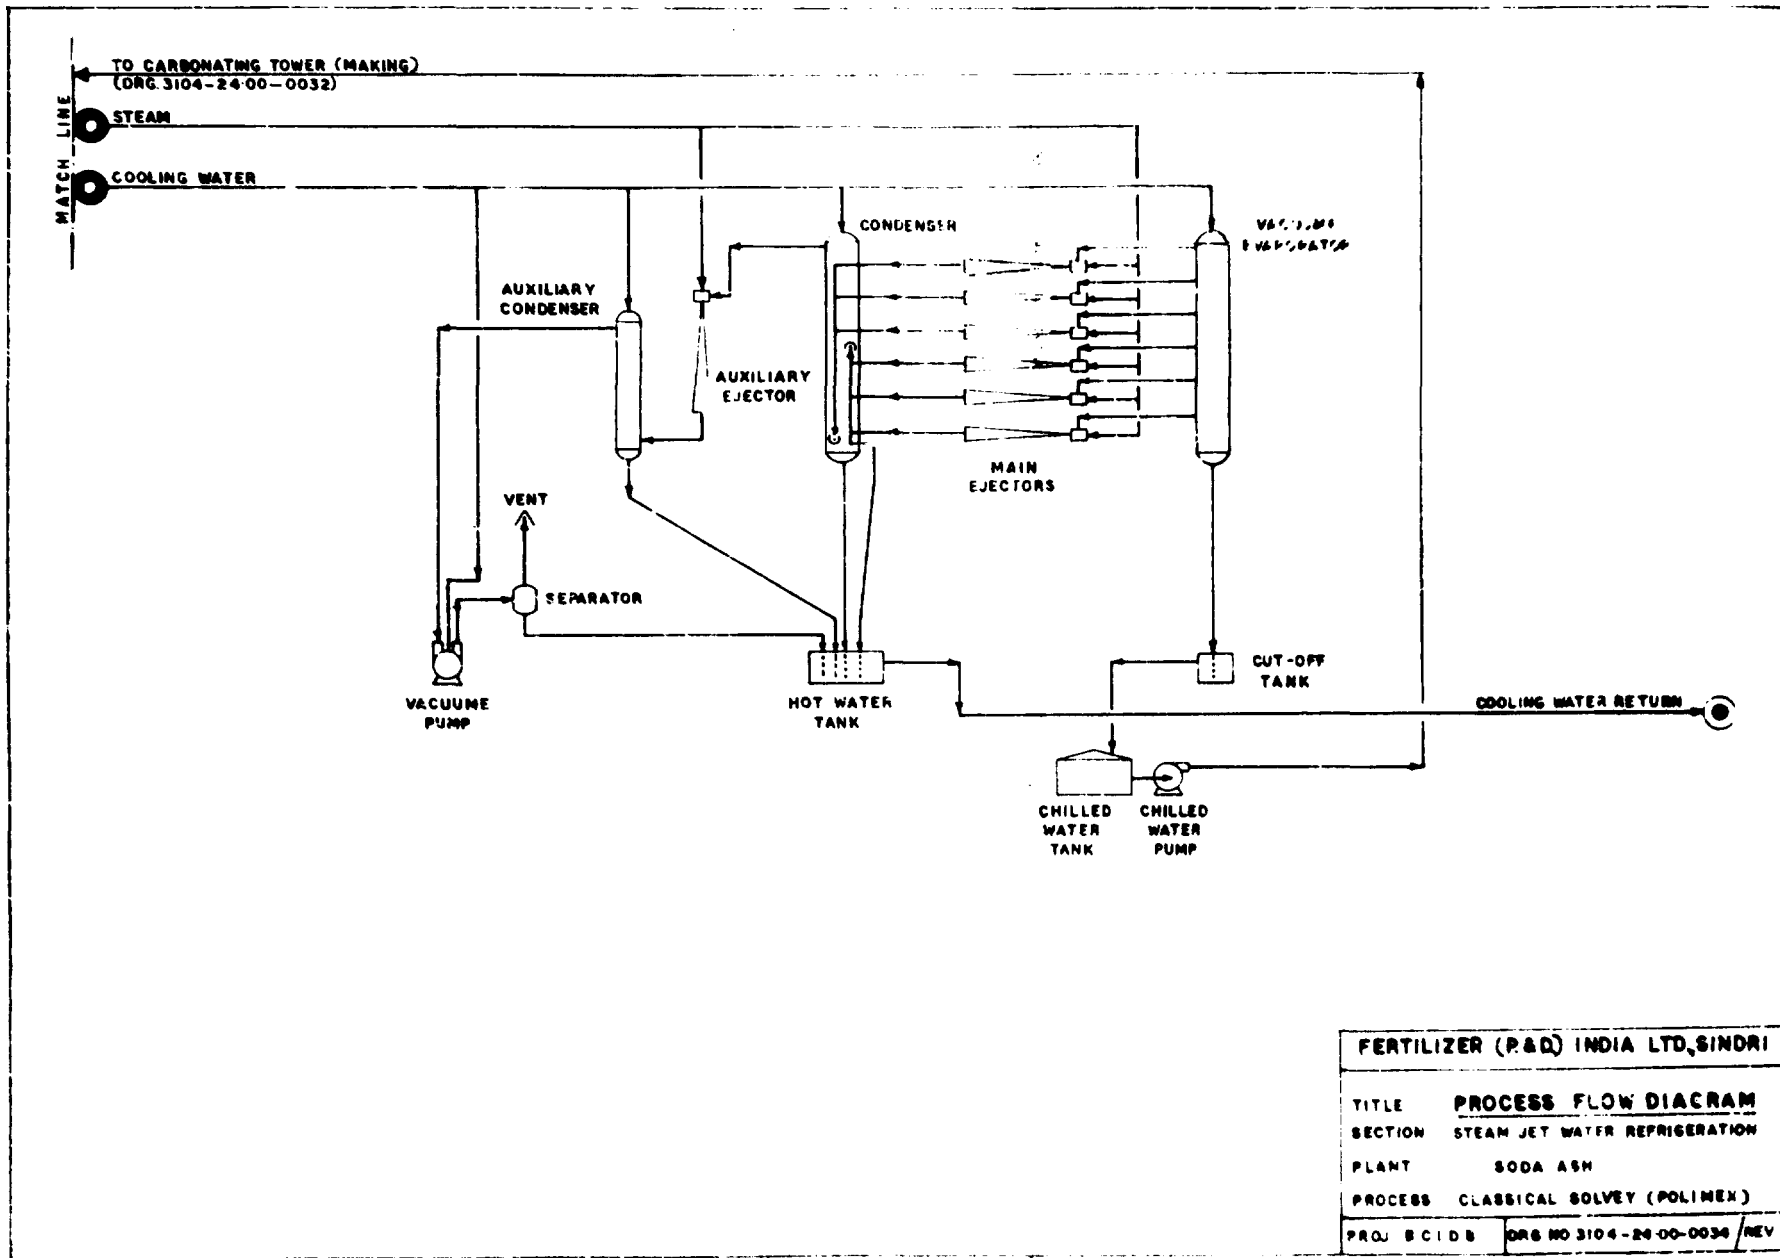 TO CARBONATING TOWER (MAKING)
(DRG. 3104-24-00-0032)
STEAM
COOLING WATER
MATCH LINE
CONDENSER
VACUUME
EVAPORATOR
AUXILIARY
CONDENSER
AUXILIARY
EJECTOR
MAIN
EJECTORS
VENT
SEPARATOR
VACUUME
PUMP
HOT WATER
TANK
CUT-OFF
TANK
COOLING WATER RETURN
CHILLED
WATER
TANK
CHILLED
WATER
PUMP
FERTILIZER (P.&D.) INDIA LTD, SINDRI
TITLE PROCESS FLOW DIAGRAM
SECTION STEAM JET WATER REFRIGERATION
PLANT SODA ASH
PROCESS CLASSICAL SOLVEY (POLIMEX)
PROJ BCIDB DRG NO 3104-24-00-0034 / REV